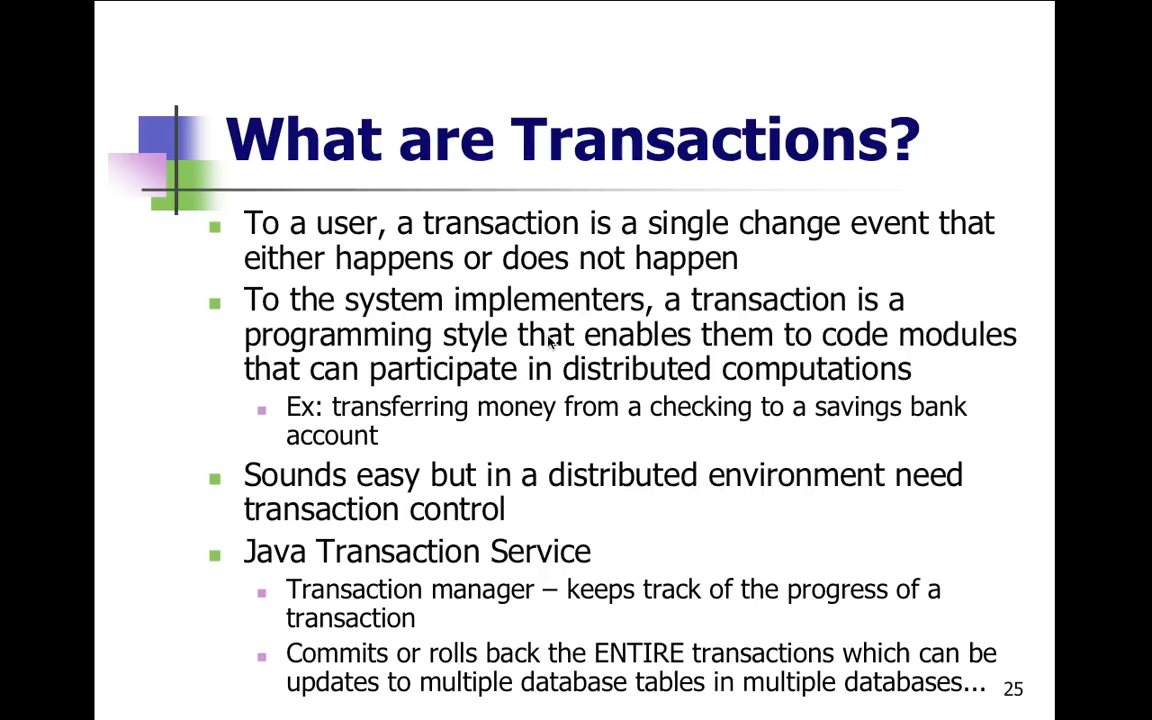 What are Transactions?
To a user, a transaction is a single change event that
either happens or does not happen
To the system implementers, a transaction is a
programming style that enables them to code modules
that can participate in distributed computations
Ex: transferring money from a checking to a savings bank
account
Sounds easy but in a distributed environment need
transaction control
Java Transaction Service
Transaction manager – keeps track of the progress of a
transaction
Commits or rolls back the ENTIRE transactions which can be
updates to multiple database tables in multiple databases...
25